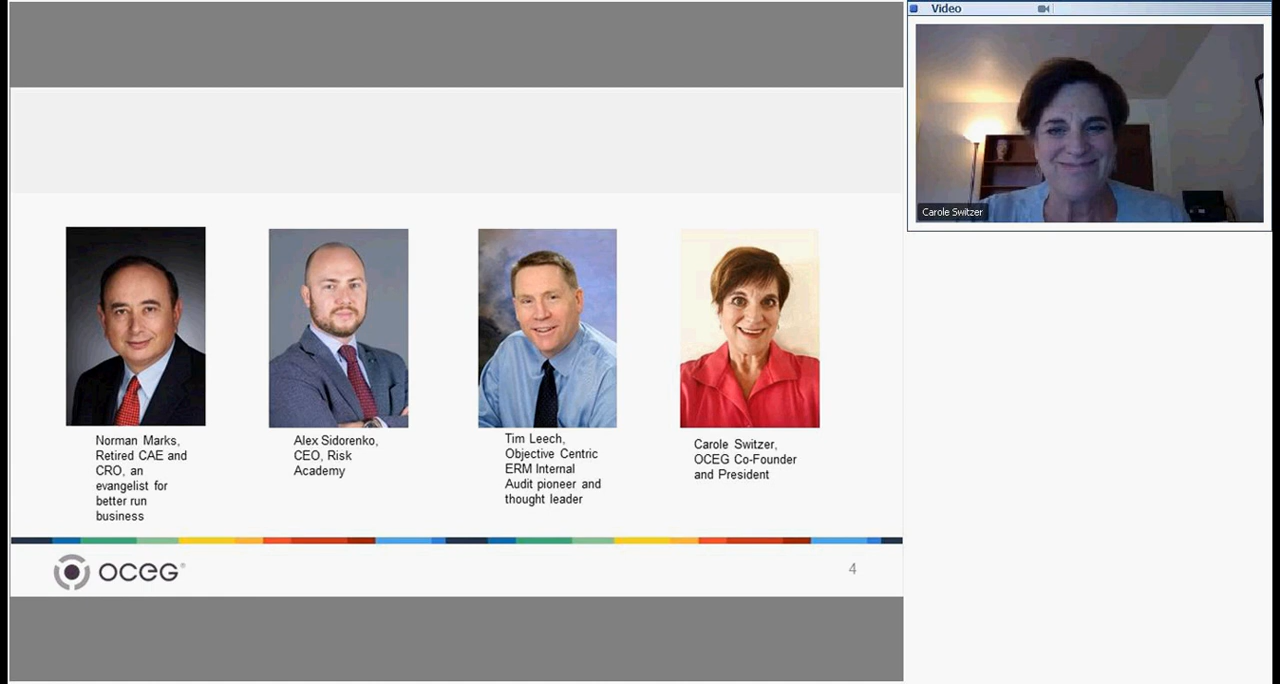 Video
Carole Switzer
Norman Marks,
Retired CAE and
CRO, an
evangelist for
better run
business
Alex Sidorenko,
CEO, Risk
Academy
Tim Leech,
Objective Centric
ERM Internal
Audit pioneer and
thought leader
Carole Switzer,
OCEG Co-Founder
and President
OCEG®
4